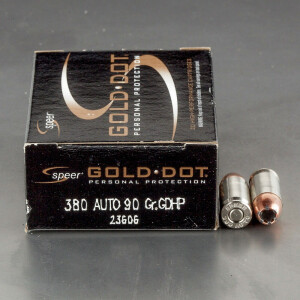 GOLD DOT
PERSONAL PROTECTION
speer
speer GOLD DOT
PERSONAL PROTECTION
380 AUTO 90 Gr.GDHP
23606